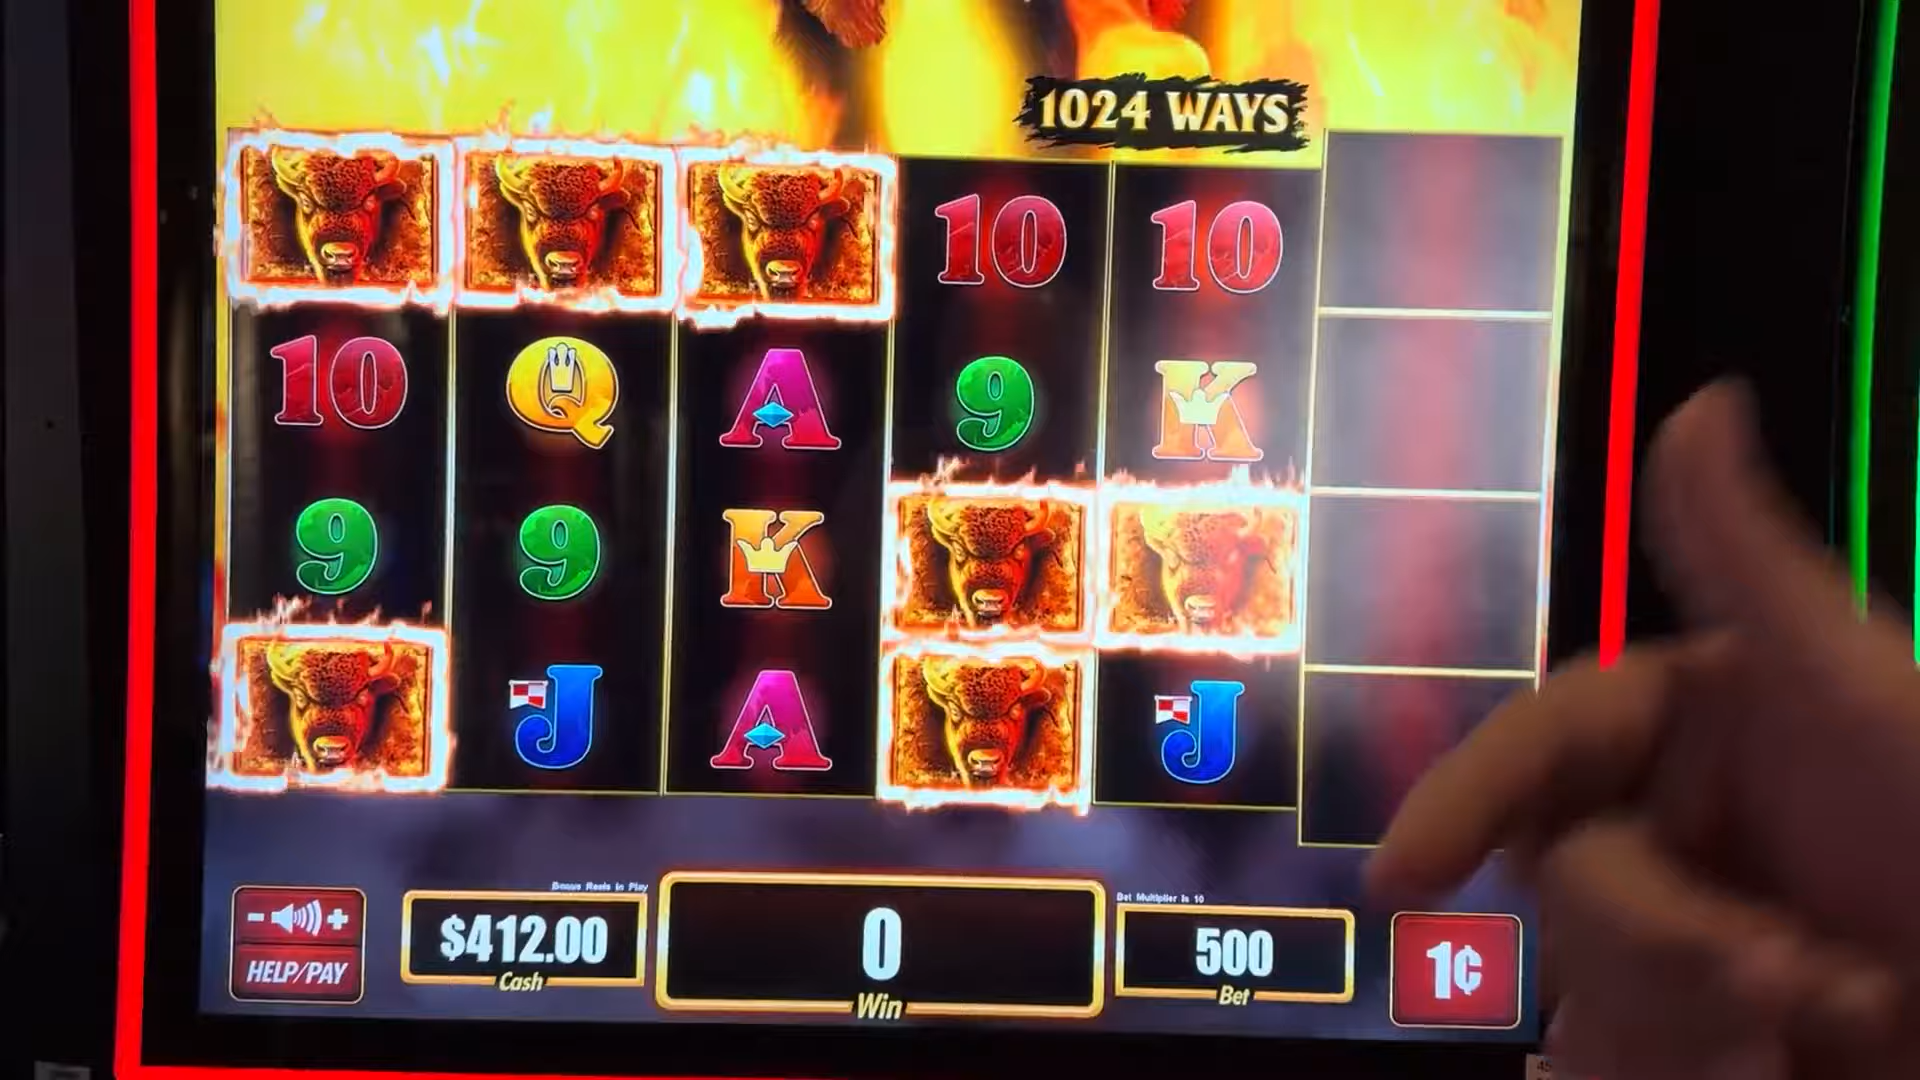 1024 WAYS
10 10
10 Q A 9 K
9 9 K
J A J
Bonus Reels In Play
Bet Multiplier is 10
- +
HELP/PAY
$412.00
Cash
0
Win
500
Bet
1¢